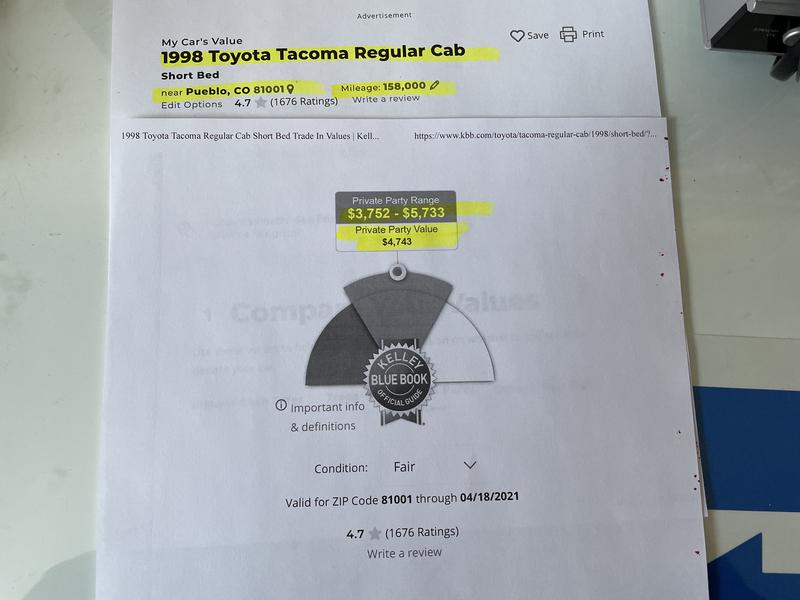 Advertisement
My Car's Value
1998 Toyota Tacoma Regular Cab
Save
Print
Short Bed
near Pueblo, CO 81001
Mileage: 158,000
Edit Options 4.7 (1676 Ratings) Write a review
1998 Toyota Tacoma Regular Cab Short Bed Trade In Values | Kell...
https://www.kbb.com/toyota/tacoma-regular-cab/1998/short-bed/?...
Private Party Range
$3,752 - $5,733
Private Party Value
$4,743
1 Compare Your Values
KELLEY
BLUE BOOK
OFFICIAL GUIDE
Important info
& definitions
Condition: Fair
Valid for ZIP Code 81001 through 04/18/2021
4.7 (1676 Ratings)
Write a review